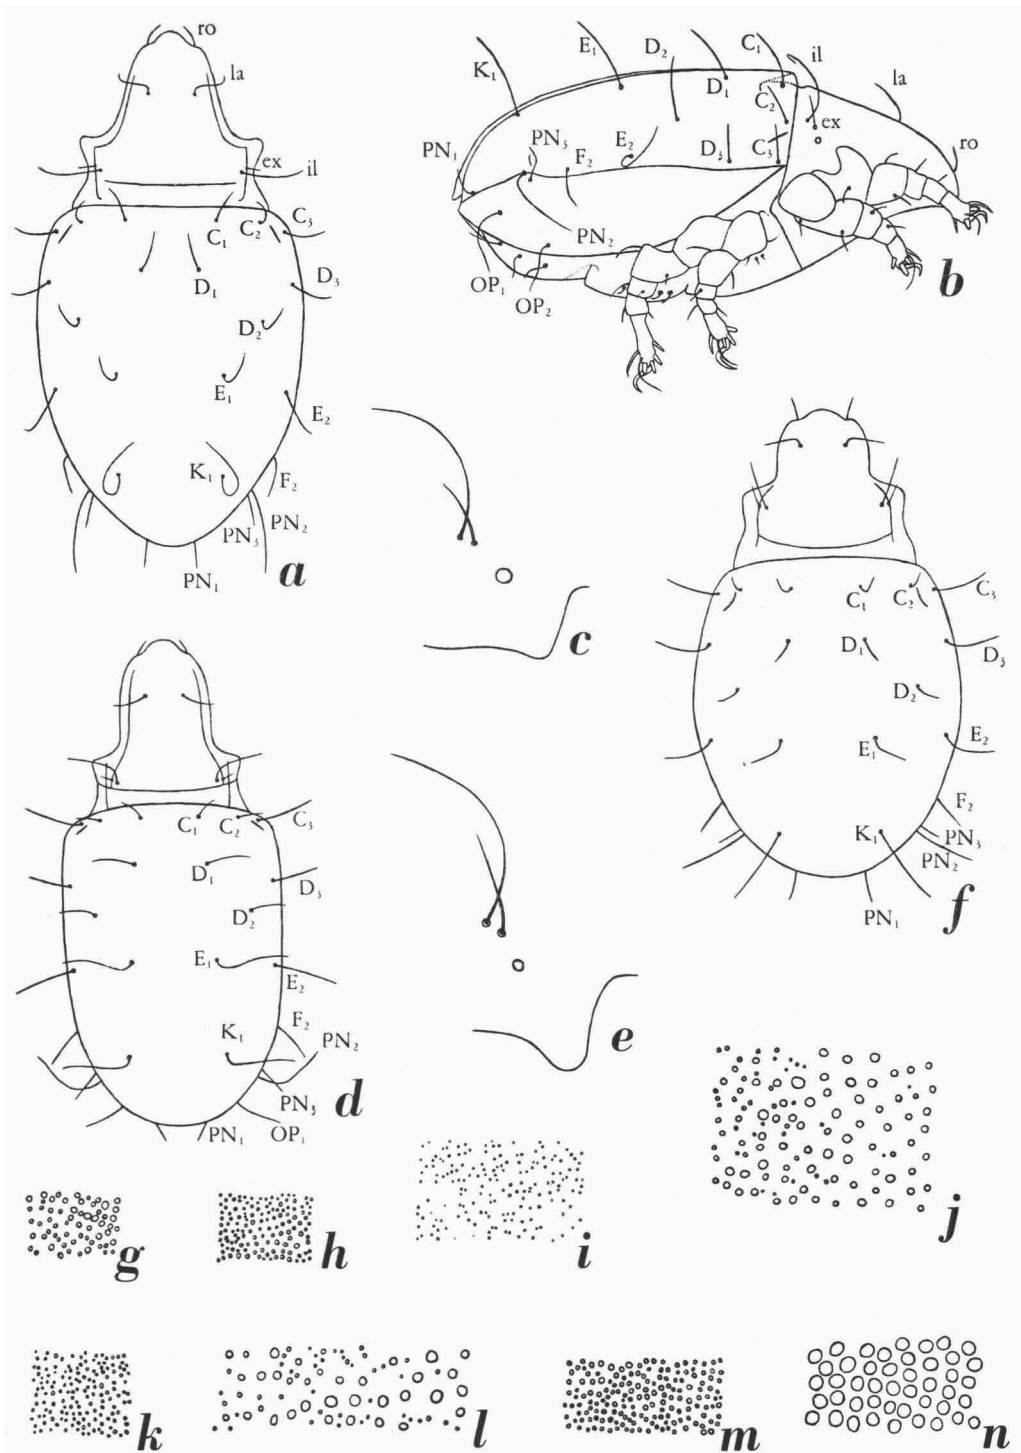 ro
la
ex
il
C₃
C₂
C₁
D₃
D₁
D₂
E₁
E₂
K₁
F₂
PN₂
PN₃
PN₁
a
E₁
D₂
C₁
il
K₁
D₁
la
C₂
ex
PN₃
E₂
D₃
C₃
ro
PN₁
F₂
PN₂
OP₁
OP₂
b
c
C₁
C₂
C₃
D₁
D₃
D₂
E₁
E₂
F₂
K₁
PN₂
PN₃
PN₁
OP₁
d
e
C₁
C₂
C₃
D₁
D₃
D₂
E₂
E₁
F₂
K₁
PN₃
PN₂
PN₁
f
g
h
i
j
k
l
m
n